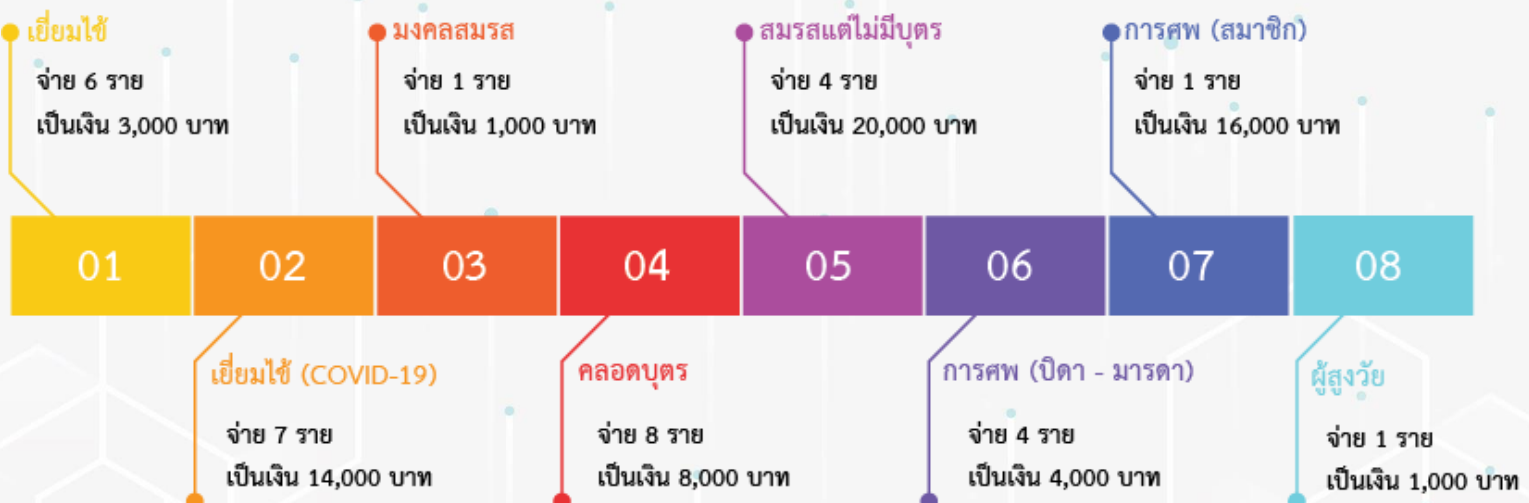 เยี่ยมไข้
จ่าย 6 ราย
เป็นเงิน 3,000 บาท
มงคลสมรส
จ่าย 1 ราย
เป็นเงิน 1,000 บาท
สมรสแต่ไม่มีบุตร
จ่าย 4 ราย
เป็นเงิน 20,000 บาท
การศพ (สมาชิก)
จ่าย 1 ราย
เป็นเงิน 16,000 บาท
01
02
03
04
05
06
07
08
เยี่ยมไข้ (COVID-19)
จ่าย 7 ราย
เป็นเงิน 14,000 บาท
คลอดบุตร
จ่าย 8 ราย
เป็นเงิน 8,000 บาท
การศพ (บิดา - มารดา)
จ่าย 4 ราย
เป็นเงิน 4,000 บาท
ผู้สูงวัย
จ่าย 1 ราย
เป็นเงิน 1,000 บาท